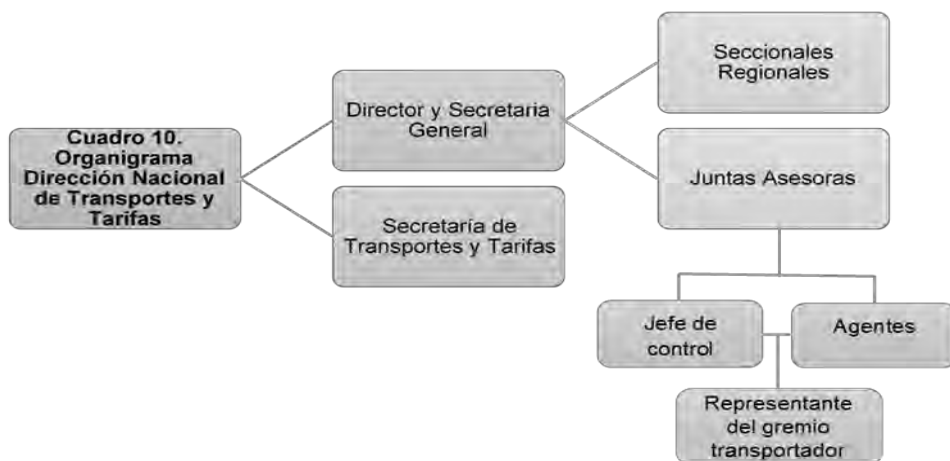 Cuadro 10.
Organigrama
Dirección Nacional
de Transportes y
Tarifas
Director y Secretaria
General
Secretaría de
Transportes y Tarifas
Seccionales
Regionales
Juntas Asesoras
Jefe de
control
Agentes
Representante
del gremio
transportador